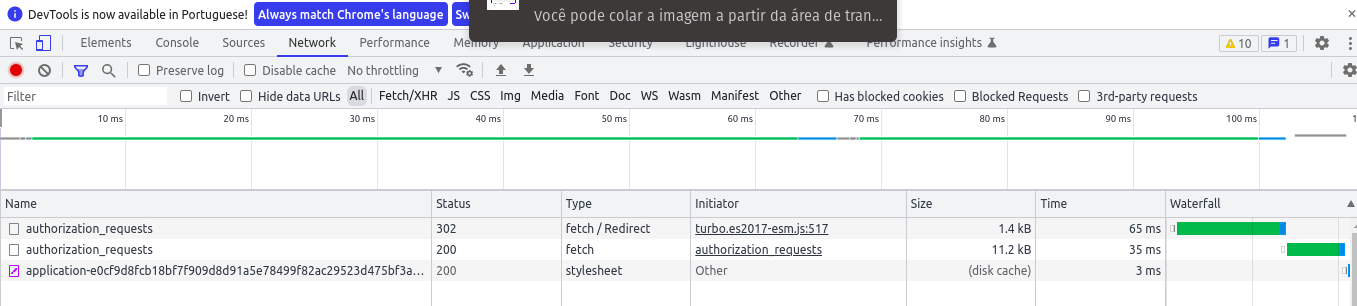 DevTools is now available in Portuguese! Always match Chrome's language Sw
Você pode colar a imagem a partir da área de tran...
Elements Console Sources Network Performance Memory Application Security Lighthouse Recorder Performance insights 10 1
Preserve log Disable cache No throttling
Filter Invert Hide data URLs All Fetch/XHR JS CSS Img Media Font Doc WS Wasm Manifest Other Has blocked cookies Blocked Requests 3rd-party requests
10 ms 20 ms 30 ms 40 ms 50 ms 60 ms 70 ms 80 ms 90 ms 100 ms 1
Name Status Type Initiator Size Time Waterfall
authorization_requests 302 fetch / Redirect turbo.es2017-esm.js:517 1.4 kB 65 ms
authorization_requests 200 fetch authorization_requests 11.2 kB 35 ms
application-e0cf9d8fcb18bf7f909d8d91a5e78499f82ac29523d475bf3a... 200 stylesheet Other (disk cache) 3 ms